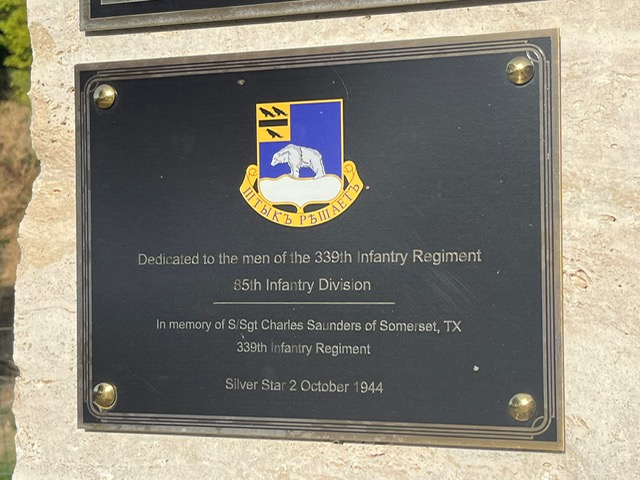 ШТЫКЪ РѢШАЕТЪ
Dedicated to the men of the 339th Infantry Regiment
85th Infantry Division
In memory of S/Sgt Charles Saunders of Somerset, TX
339th Infantry Regiment
Silver Star 2 October 1944